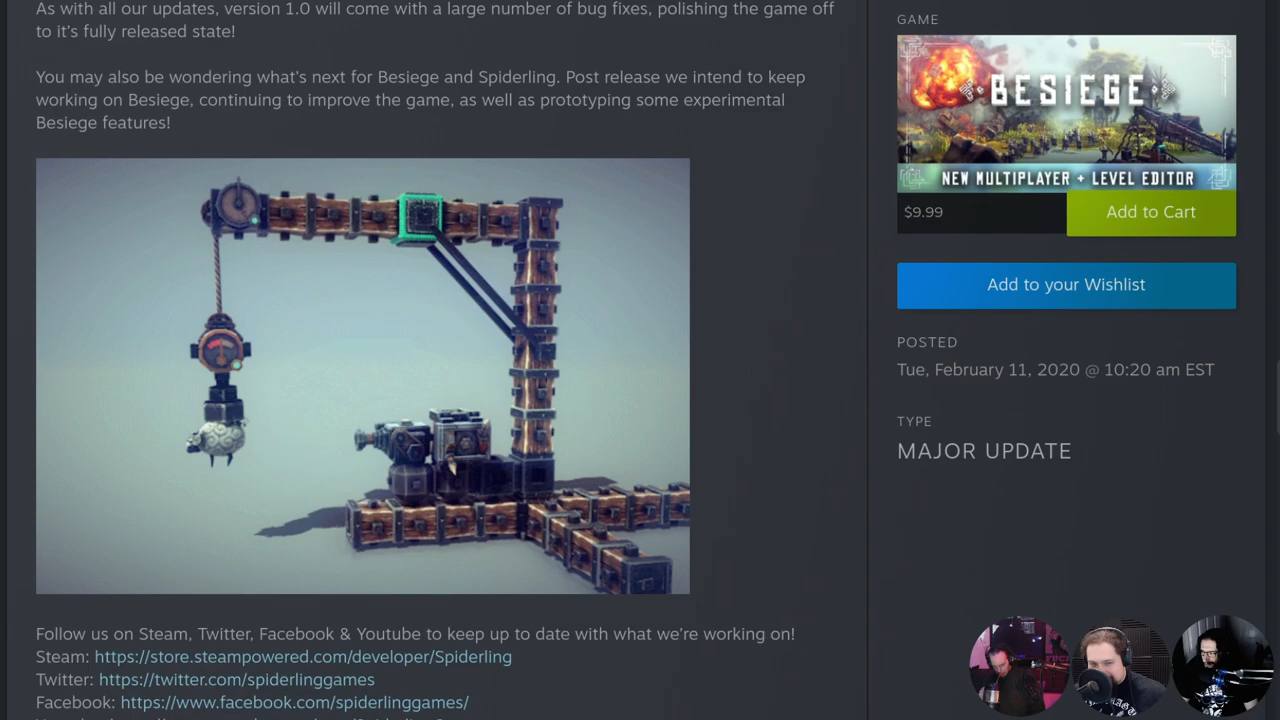 As with all our updates, version 1.0 will come with a large number of bug fixes, polishing the game off
to it's fully released state!
You may also be wondering what's next for Besiege and Spiderling. Post release we intend to keep
working on Besiege, continuing to improve the game, as well as prototyping some experimental
Besiege features!
Follow us on Steam, Twitter, Facebook & Youtube to keep up to date with what we're working on!
Steam: https://store.steampowered.com/developer/Spiderling
Twitter: https://twitter.com/spiderlinggames
Facebook: https://www.facebook.com/spiderlinggames/
GAME
BESIEGE
NEW MULTIPLAYER + LEVEL EDITOR
$9.99
Add to Cart
Add to your Wishlist
POSTED
Tue, February 11, 2020 @ 10:20 am EST
TYPE
MAJOR UPDATE